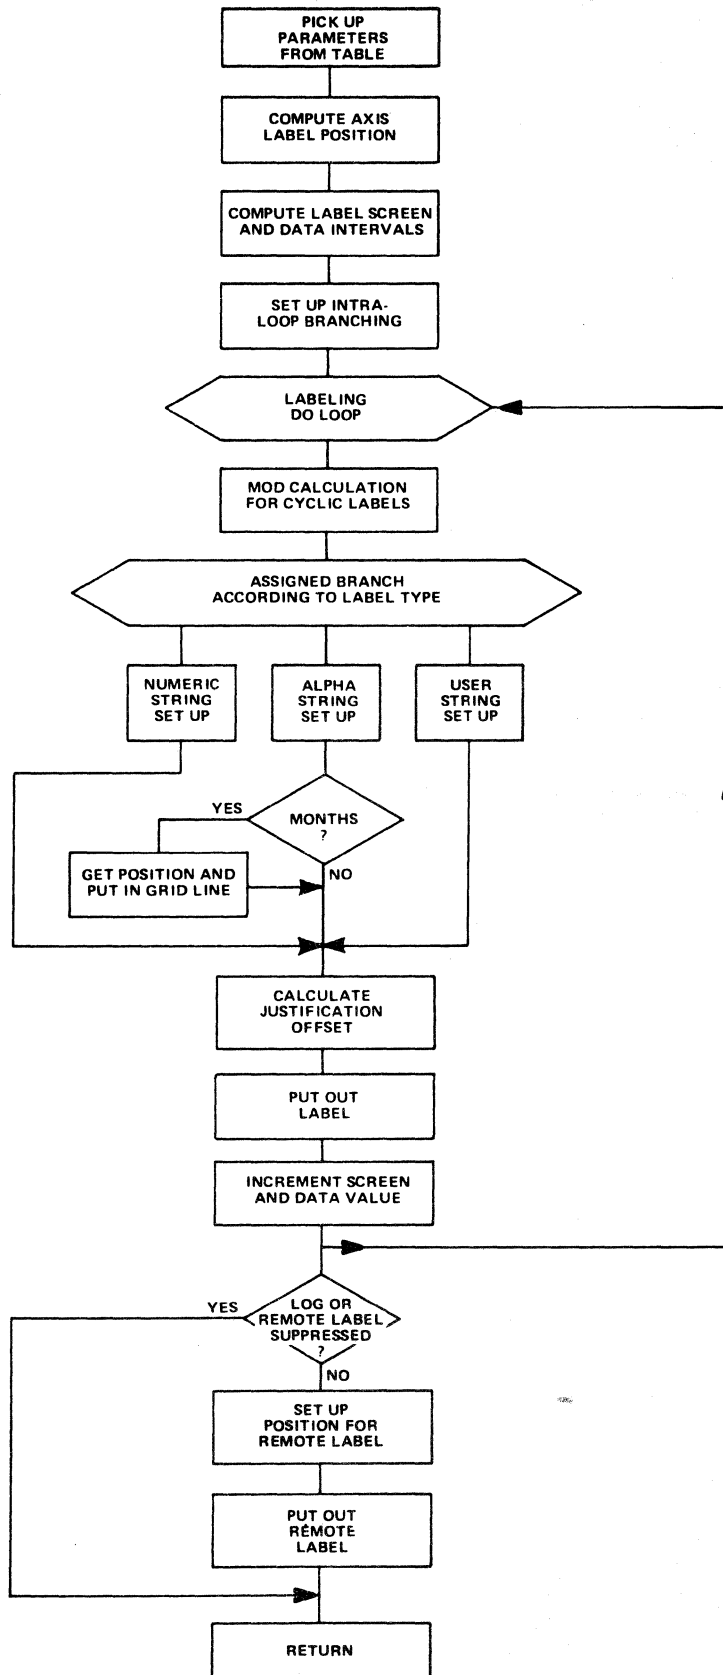 PICK UP
PARAMETERS
FROM TABLE
COMPUTE AXIS
LABEL POSITION
COMPUTE LABEL SCREEN
AND DATA INTERVALS
SET UP INTRA-
LOOP BRANCHING
LABELING
DO LOOP
MOD CALCULATION
FOR CYCLIC LABELS
ASSIGNED BRANCH
ACCORDING TO LABEL TYPE
NUMERIC
STRING
SET UP
ALPHA
STRING
SET UP
USER
STRING
SET UP
YES
MONTHS
?
NO
GET POSITION AND
PUT IN GRID LINE
CALCULATE
JUSTIFICATION
OFFSET
PUT OUT
LABEL
INCREMENT SCREEN
AND DATA VALUE
YES
LOG OR
REMOTE LABEL
SUPPRESSED
?
NO
SET UP
POSITION FOR
REMOTE LABEL
PUT OUT
REMOTE
LABEL
RETURN